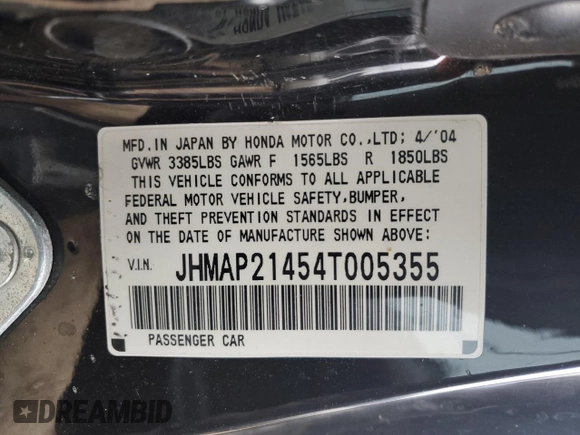 MFD.IN JAPAN BY HONDA MOTOR CO.,LTD; 4/'04
GVWR 3385LBS GAWR F 1565LBS R 1850LBS
THIS VEHICLE CONFORMS TO ALL APPLICABLE
FEDERAL MOTOR VEHICLE SAFETY,BUMPER,
AND THEFT PREVENTION STANDARDS IN EFFECT
ON THE DATE OF MANUFACTURE SHOWN ABOVE:
V.I.N. JHMAP21454T005355
PASSENGER CAR
DREAMBID